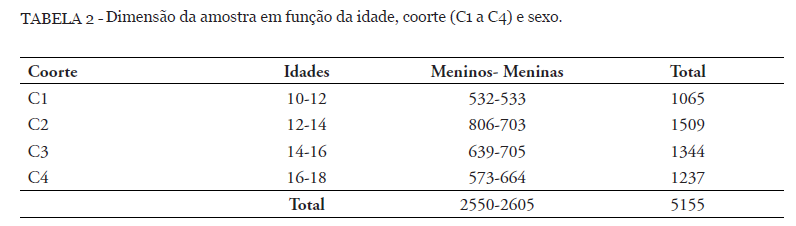 TABELA 2 - Dimensão da amostra em função da idade, coorte (C1 a C4) e sexo.
Coorte Idades Meninos- Meninas Total
C1 10-12 532-533 1065
C2 12-14 806-703 1509
C3 14-16 639-705 1344
C4 16-18 573-664 1237
Total 2550-2605 5155